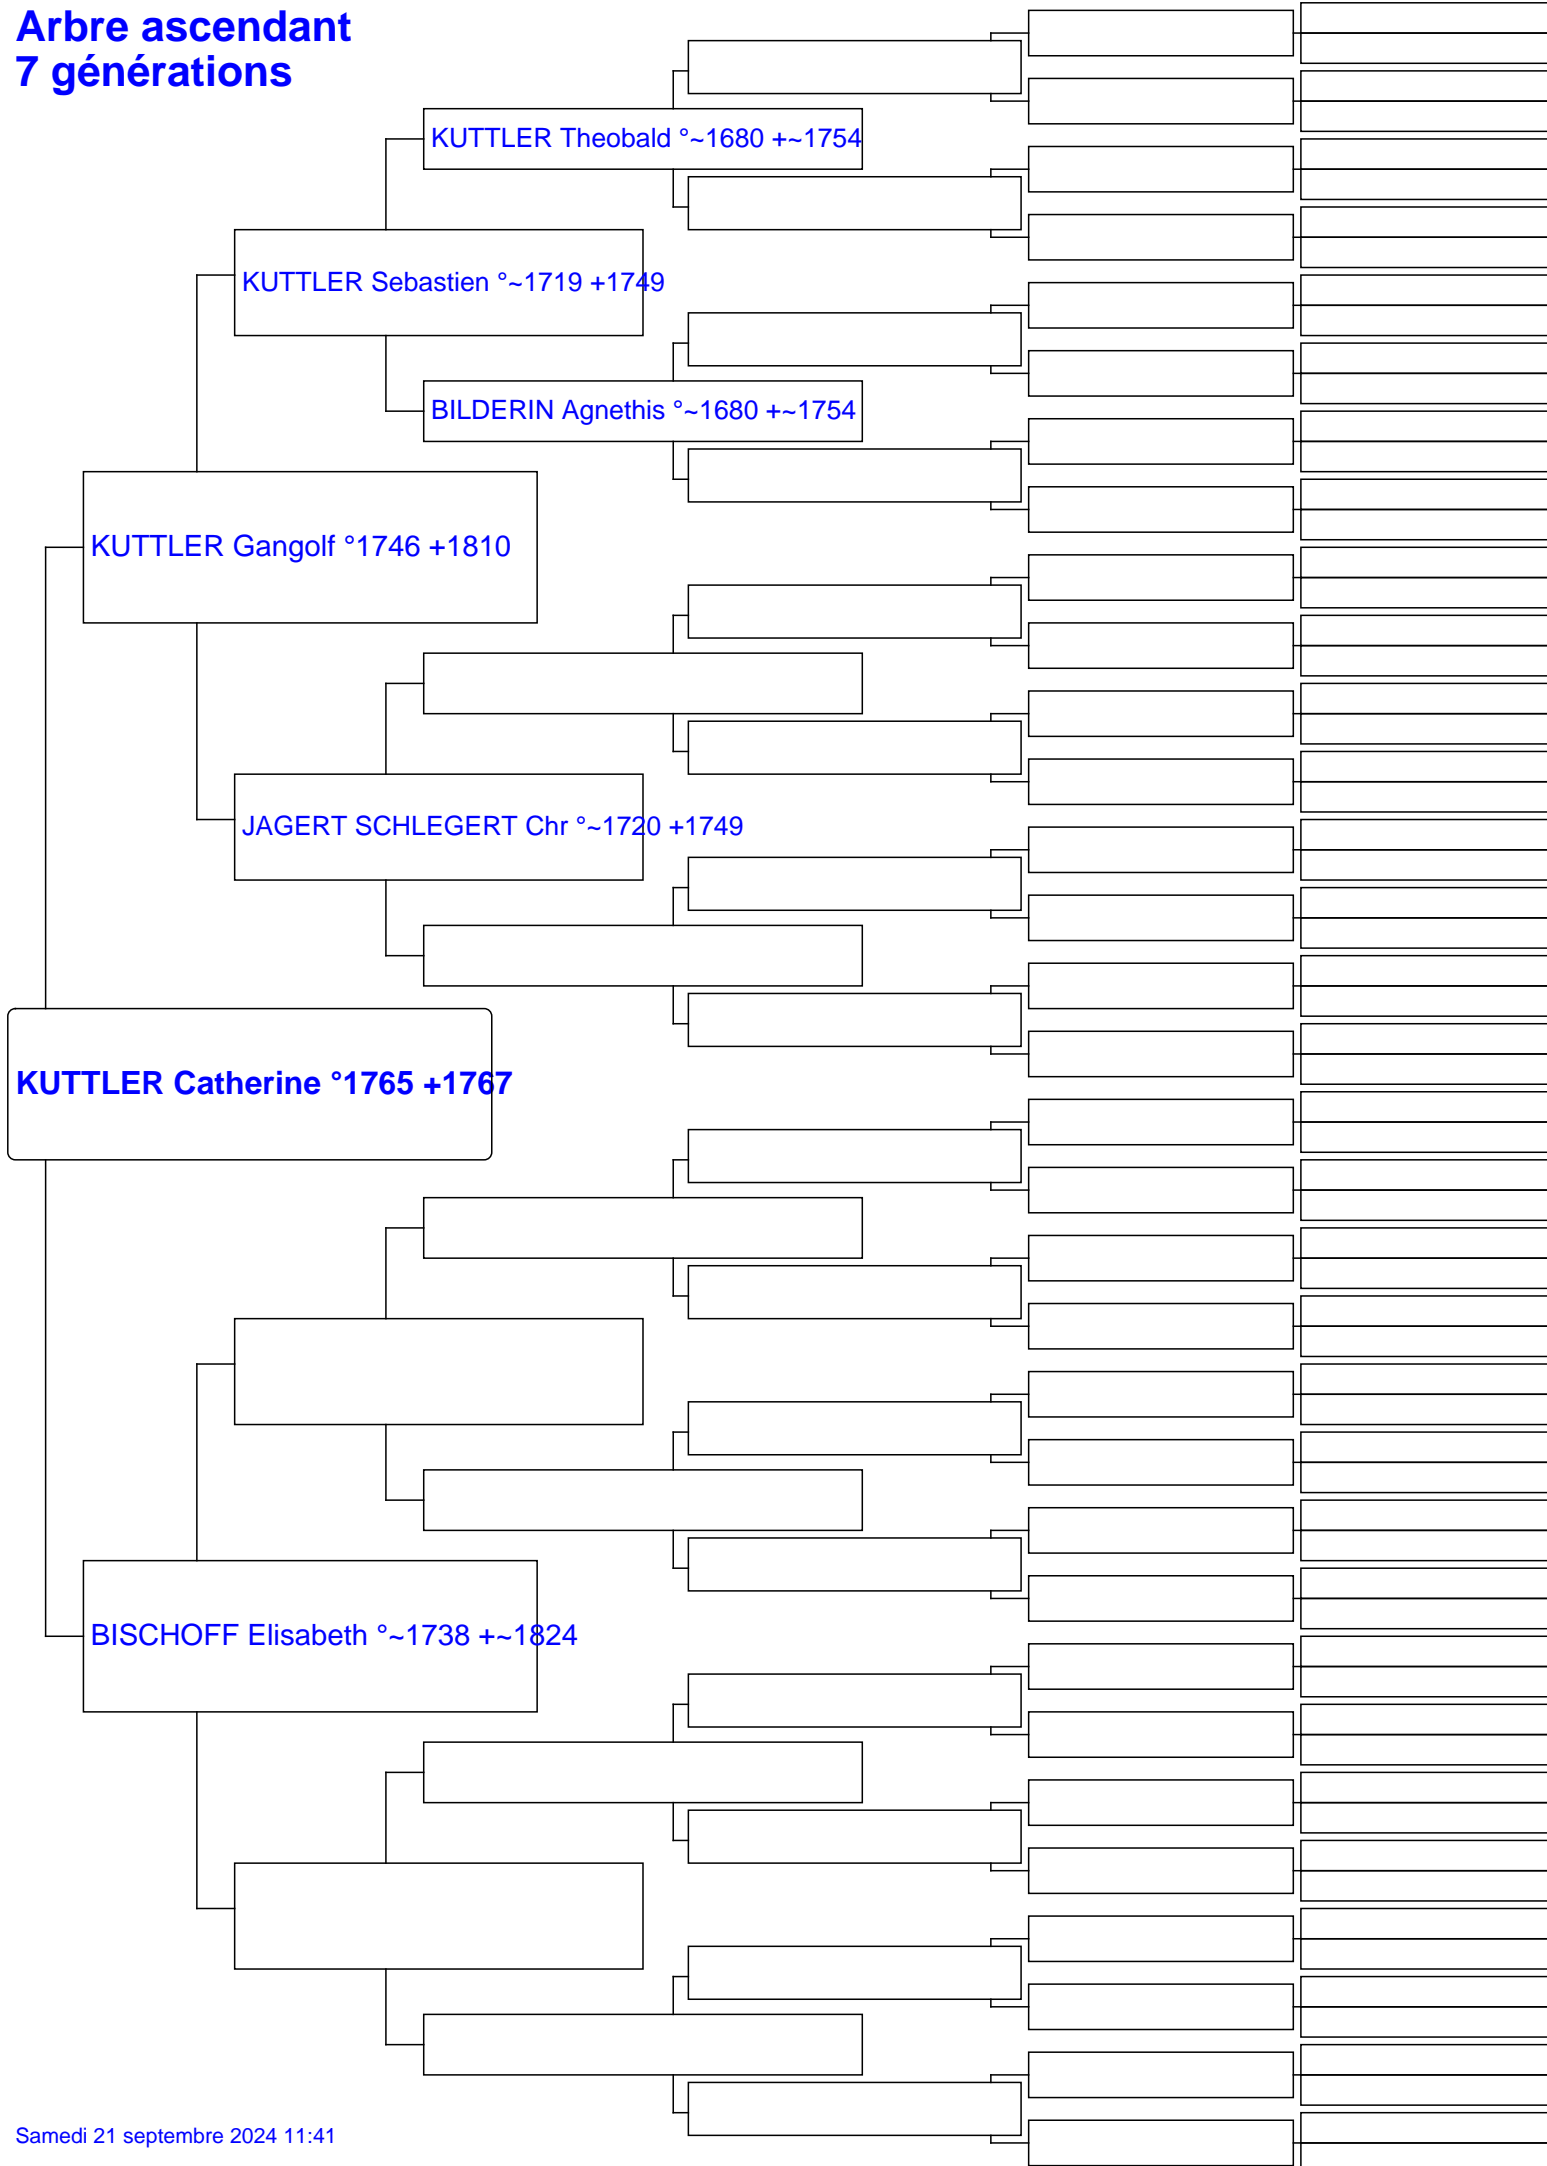 Arbre ascendant
7 générations
KUTTLER Theobald °~1680 +~1754
KUTTLER Sebastien °~1719 +1749
BILDERIN Agnethis °~1680 +~1754
KUTTLER Gangolf °1746 +1810
JAGERT SCHLEGERT Chr °~1720 +1749
KUTTLER Catherine °1765 +1767
BISCHOFF Elisabeth °~1738 +~1824
Samedi 21 septembre 2024 11:41